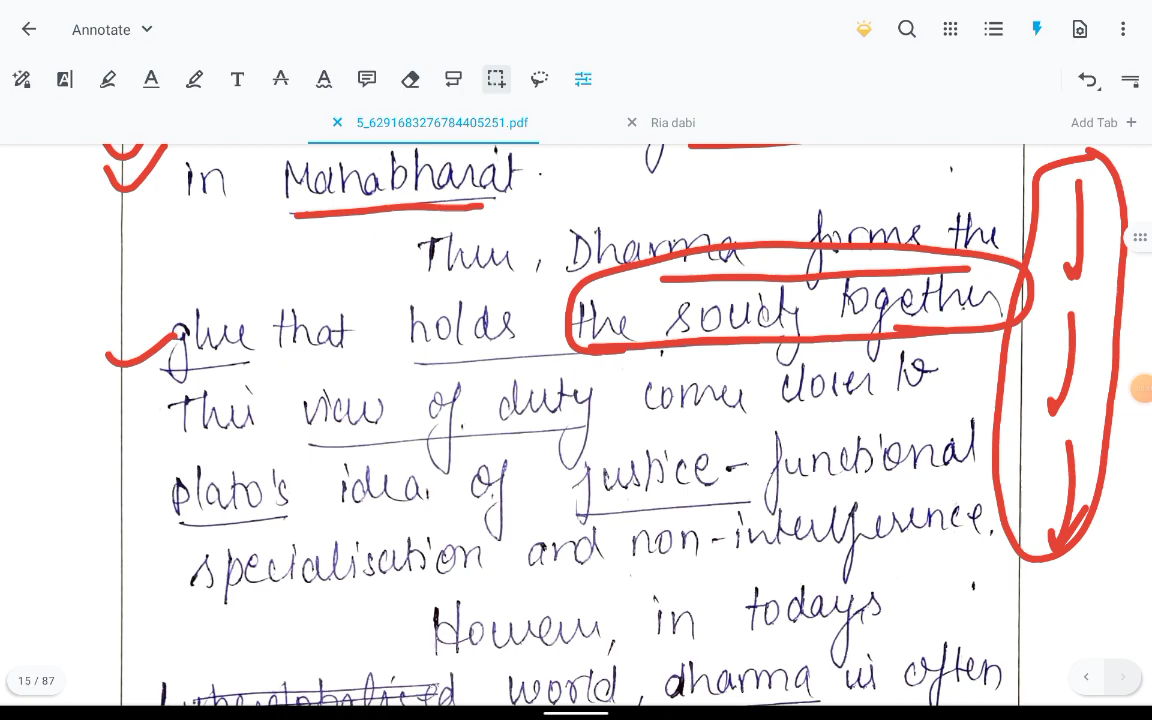 Annotate
5_6291683276784405251.pdf
Ria dabi
Add Tab +
in Mahabharat.
Thus, Dharma forms the
glue that holds the society together
This view of duty comes closer to
plato's idea of justice - functional
specialisation and non-interference.
However, in todays
world, dharma is often
15 / 87